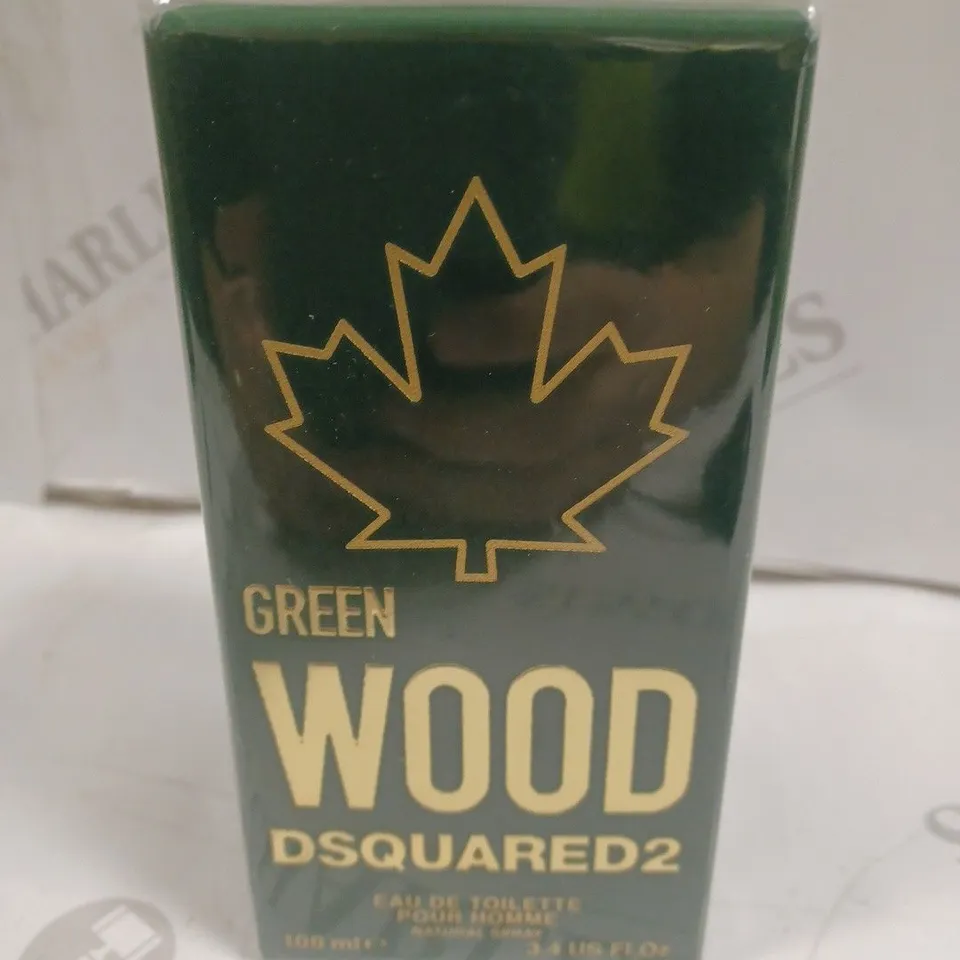 GREEN
WOOD
DSQUARED2
EAU DE TOILETTE
POUR HOMME
NATURAL SPRAY
100 ml ℮ 3.4 US Fl.Oz